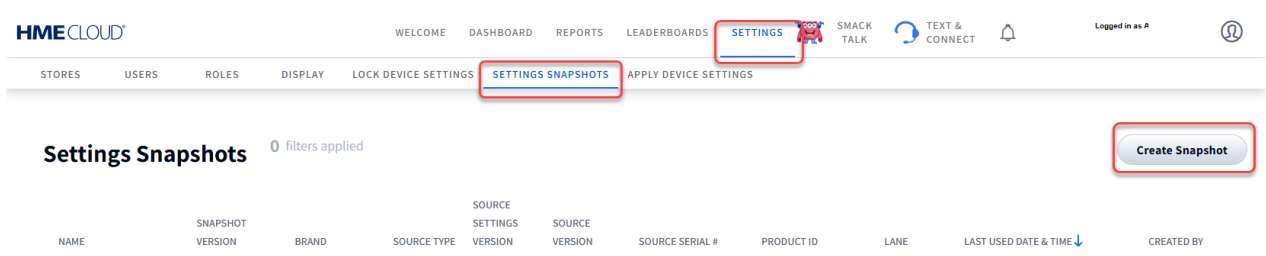 HME CLOUD®
WELCOME DASHBOARD REPORTS LEADERBOARDS SETTINGS SMACK TALK TEXT & CONNECT Logged in as A
STORES USERS ROLES DISPLAY LOCK DEVICE SETTINGS SETTINGS SNAPSHOTS APPLY DEVICE SETTINGS
Settings Snapshots 0 filters applied Create Snapshot
NAME SNAPSHOT VERSION BRAND SOURCE TYPE SOURCE SETTINGS VERSION SOURCE VERSION SOURCE SERIAL # PRODUCT ID LANE LAST USED DATE & TIME CREATED BY